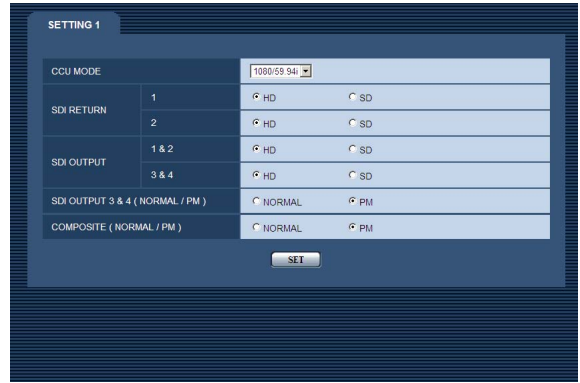 SETTING 1
CCU MODE 1080/59.94i
SDI RETURN
1 HD SD
2 HD SD
SDI OUTPUT
1 & 2 HD SD
3 & 4 HD SD
SDI OUTPUT 3 & 4 ( NORMAL / PM ) NORMAL PM
COMPOSITE ( NORMAL / PM ) NORMAL PM
SET